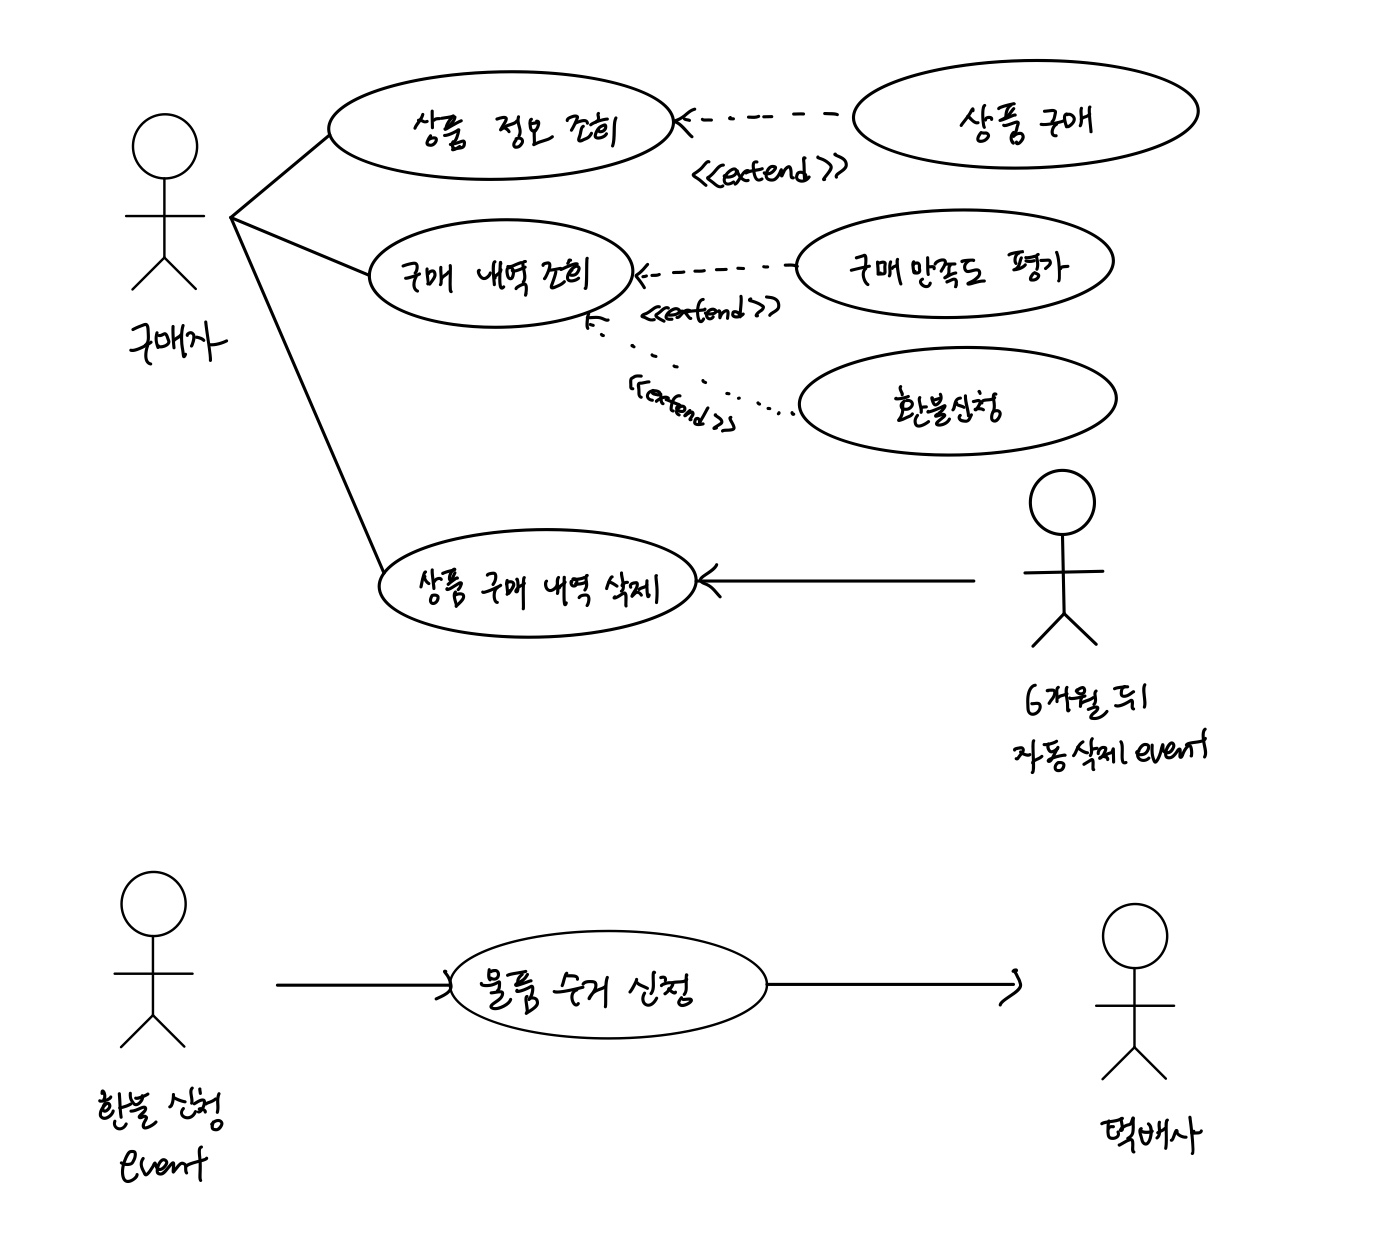 상품 정보 조회
상품 구매
<<extend>>
구매자
구매 내역 조회
구매 만족도 평가
<<extend>>
<<extend>>
환불신청
상품 구매 내역 삭제
6개월 뒤
자동삭제 event
물품 수거 신청
환불 신청
event
택배사